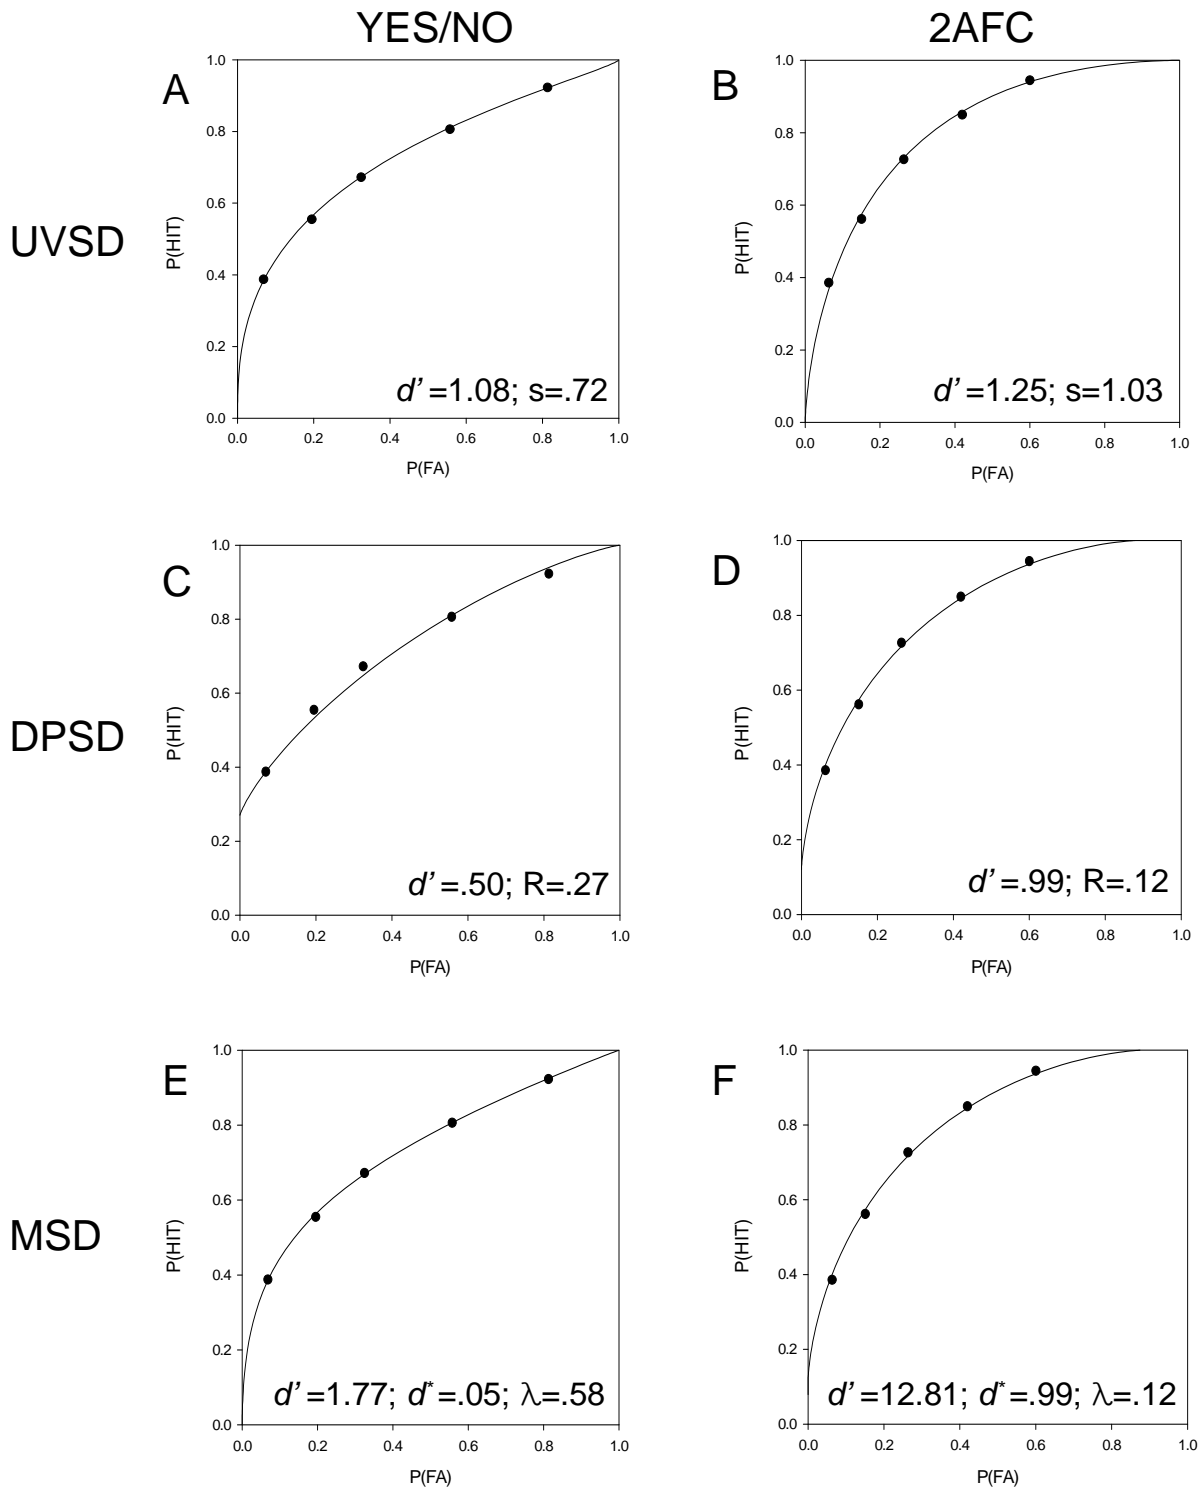 YES/NO
2AFC
UVSD
A
1.0
0.8
0.6
0.4
0.2
0.0
P(HIT)
d’ =1.08; s=.72
0.0 0.2 0.4 0.6 0.8 1.0
P(FA)
B
1.0
0.8
0.6
0.4
0.2
0.0
P(HIT)
d’ =1.25; s=1.03
0.0 0.2 0.4 0.6 0.8 1.0
P(FA)
DPSD
C
1.0
0.8
0.6
0.4
0.2
0.0
P(HIT)
d’ =.50; R=.27
0.0 0.2 0.4 0.6 0.8 1.0
P(FA)
D
1.0
0.8
0.6
0.4
0.2
0.0
P(HIT)
d’ =.99; R=.12
0.0 0.2 0.4 0.6 0.8 1.0
P(FA)
MSD
E
1.0
0.8
0.6
0.4
0.2
0.0
P(HIT)
d’ =1.77; d*=.05; λ=.58
0.0 0.2 0.4 0.6 0.8 1.0
P(FA)
F
1.0
0.8
0.6
0.4
0.2
0.0
P(HIT)
d’ =12.81; d*=.99; λ=.12
0.0 0.2 0.4 0.6 0.8 1.0
P(FA)